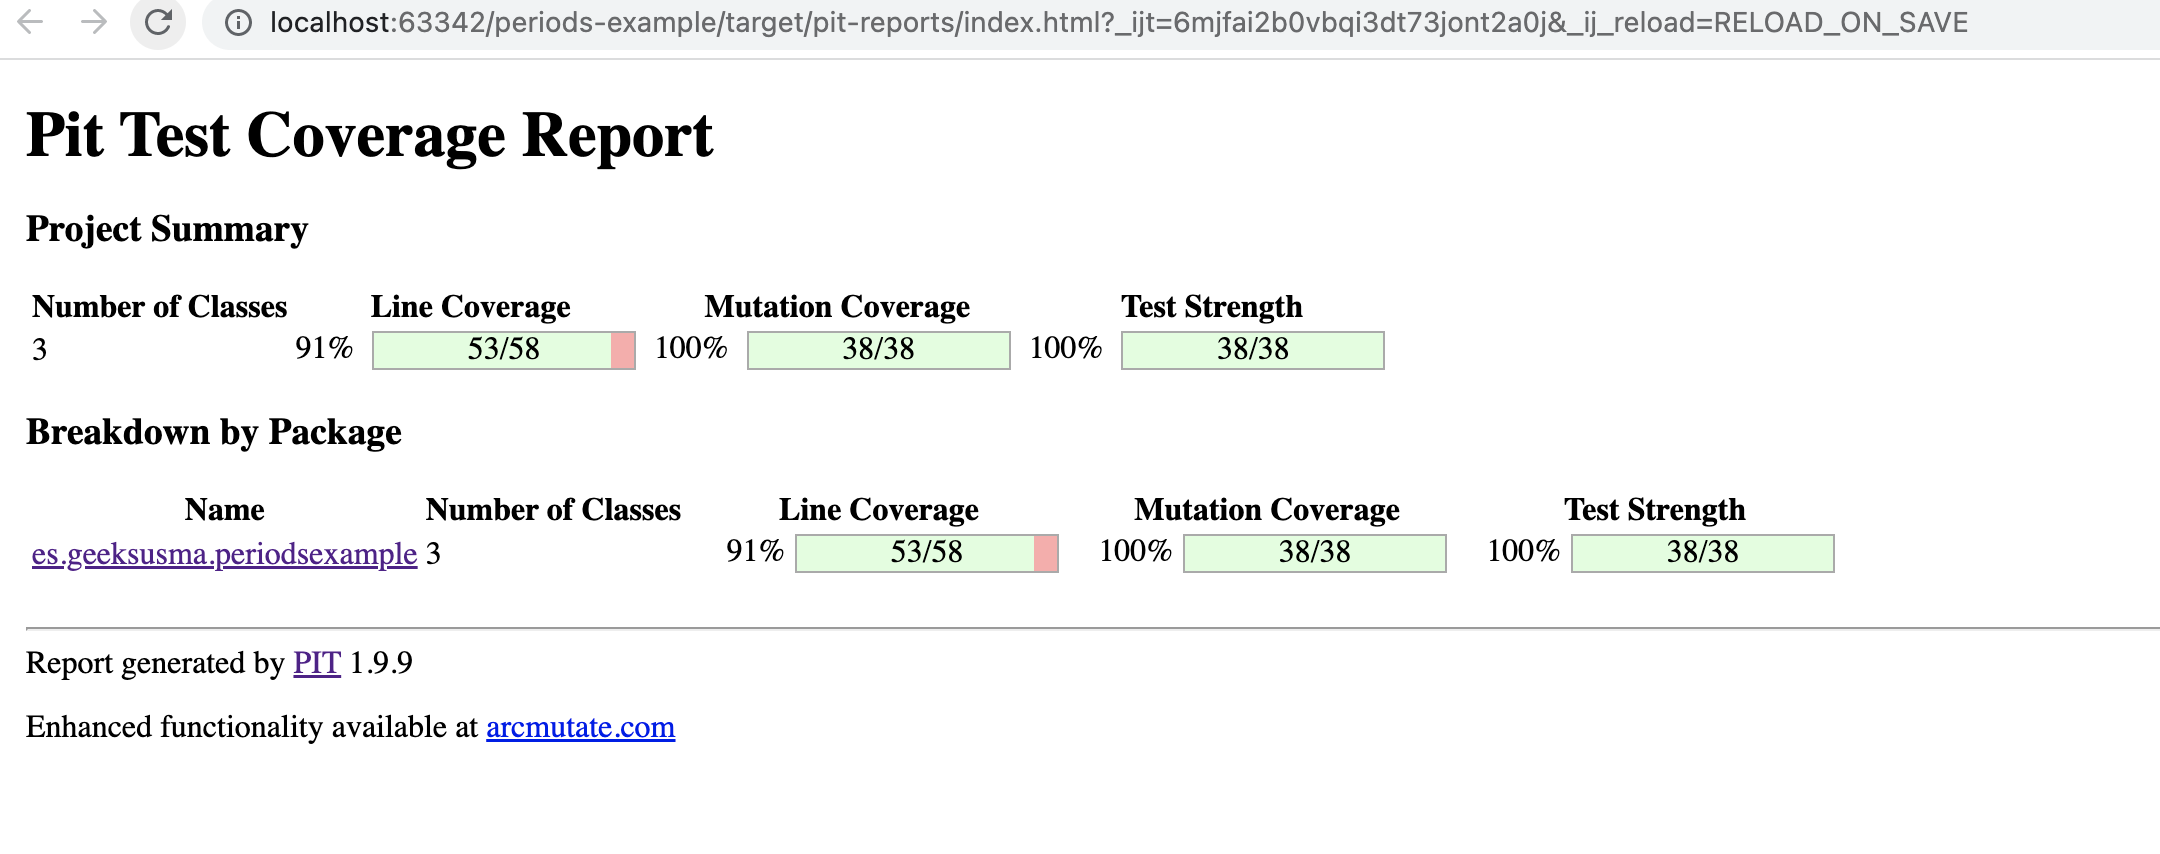 localhost:63342/periods-example/target/pit-reports/index.html?_ijt=6mjfai2b0vbqi3dt73jont2a0j&_ij_reload=RELOAD_ON_SAVE
Pit Test Coverage Report
Project Summary
Number of Classes Line Coverage Mutation Coverage Test Strength
3 91% 53/58 100% 38/38 100% 38/38
Breakdown by Package
Name Number of Classes Line Coverage Mutation Coverage Test Strength
es.geeksusma.periodsexample 3 91% 53/58 100% 38/38 100% 38/38
Report generated by PIT 1.9.9
Enhanced functionality available at arcmutate.com